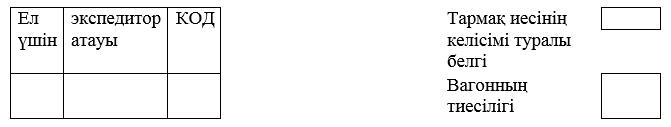 Ел үшін
экспедитор атауы
КОД
Тармақ иесінің
келісімі туралы
белгі
Вагонның
тиесілігі